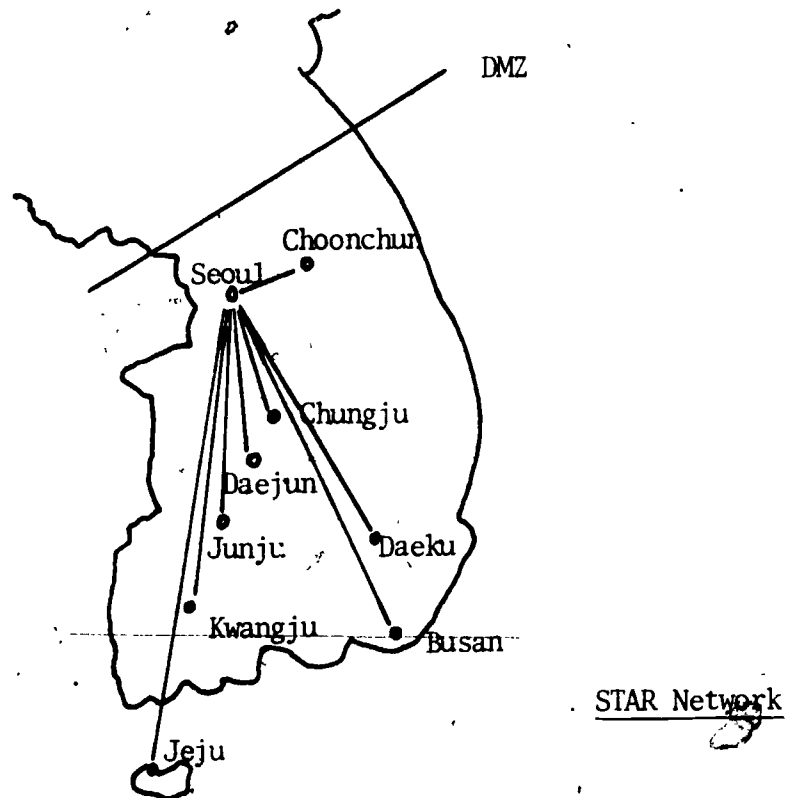 DMZ
Choonchun
Seoul
Chungju
Daejun
Daeku
Junju
Kwangju
Busan
STAR Network
Jeju